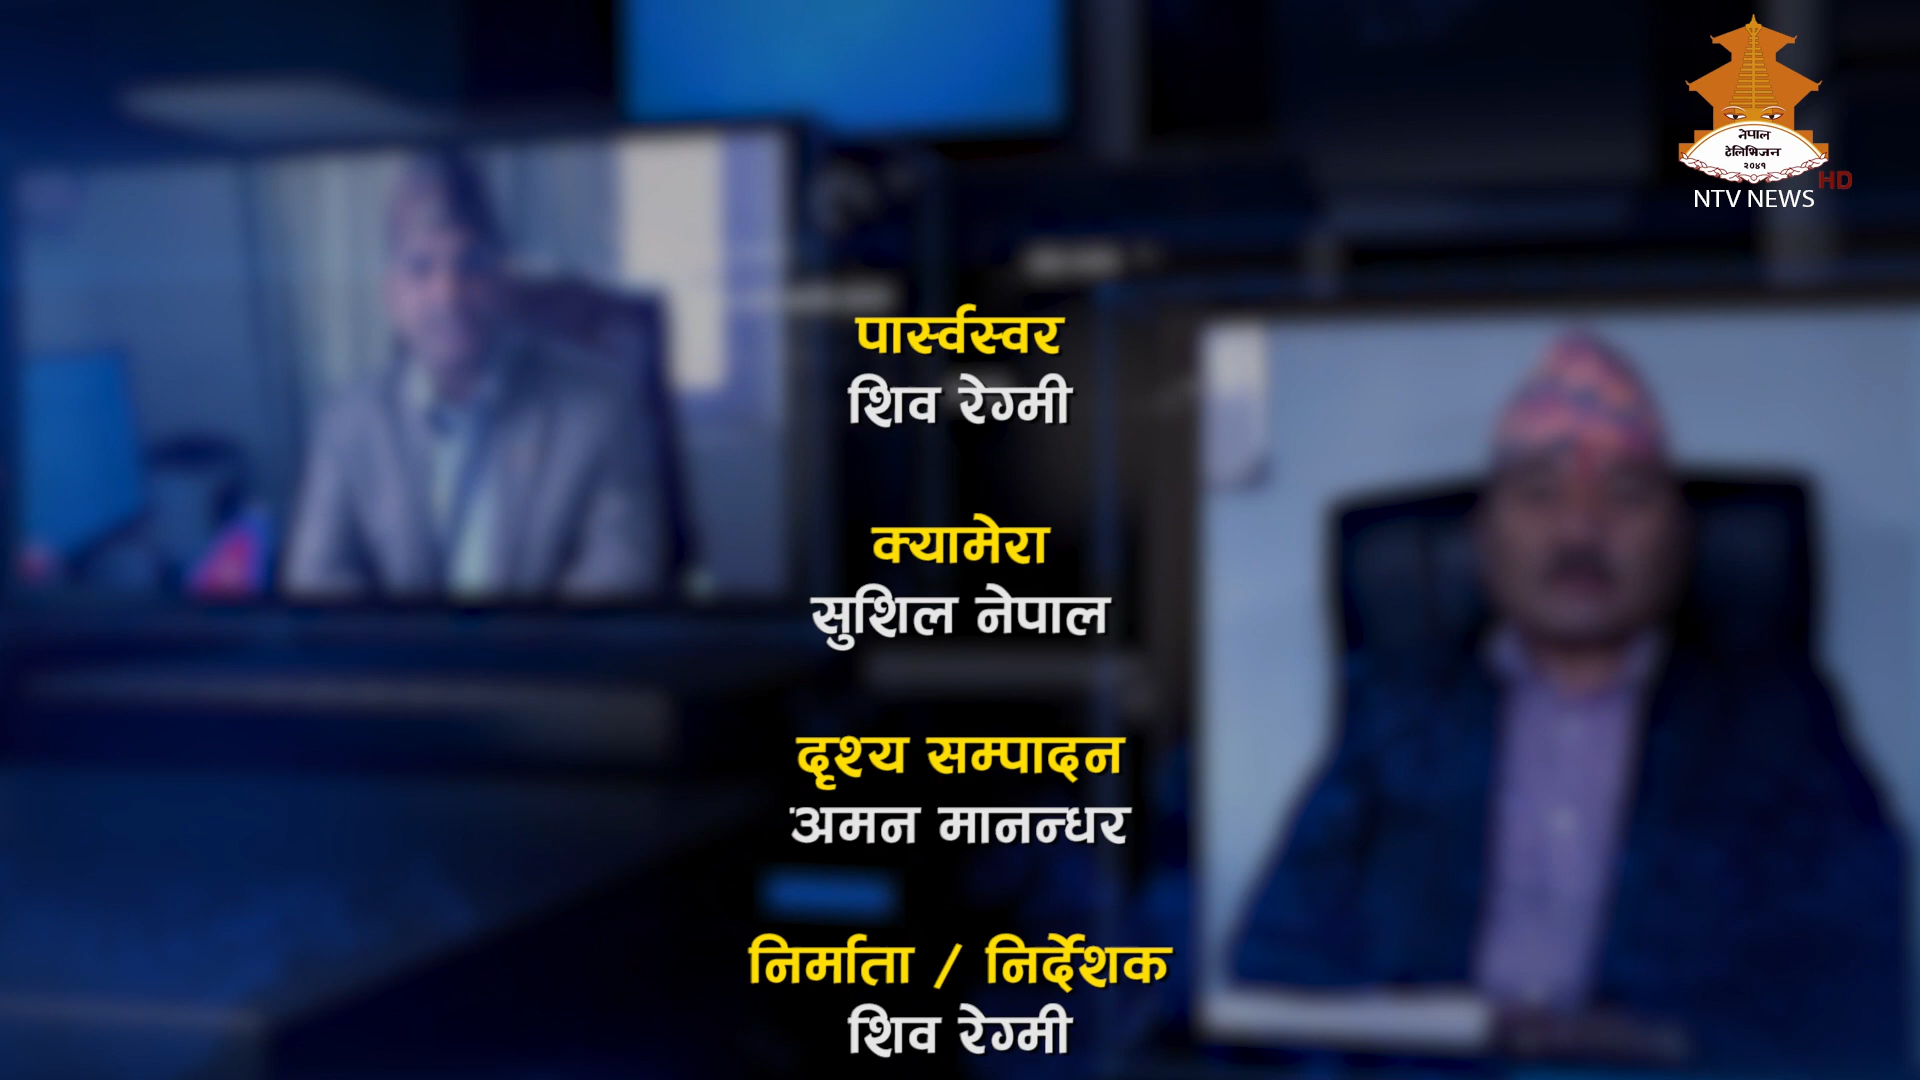 नेपाल
टेलिभिजन
२०४१
HD
NTV NEWS
पार्स्वस्वर
शिव रेग्मी
क्यामेरा
सुशिल नेपाल
दृश्य सम्पादन
अमन मानन्धर
निर्माता / निर्देशक
शिव रेग्मी